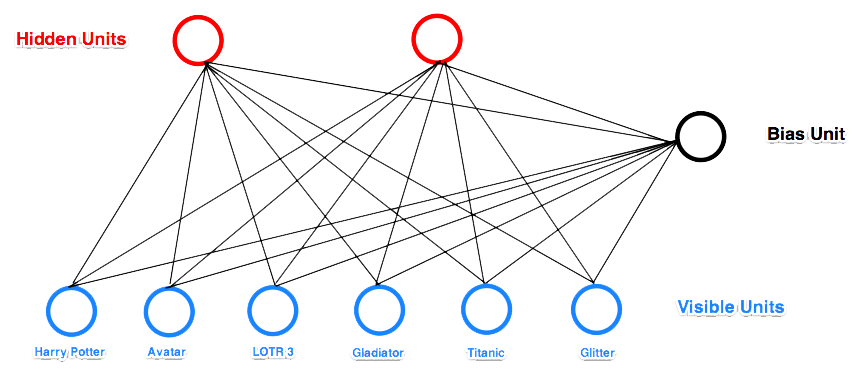 Hidden Units
Bias Unit
Visible Units
Harry Potter
Avatar
LOTR 3
Gladiator
Titanic
Glitter